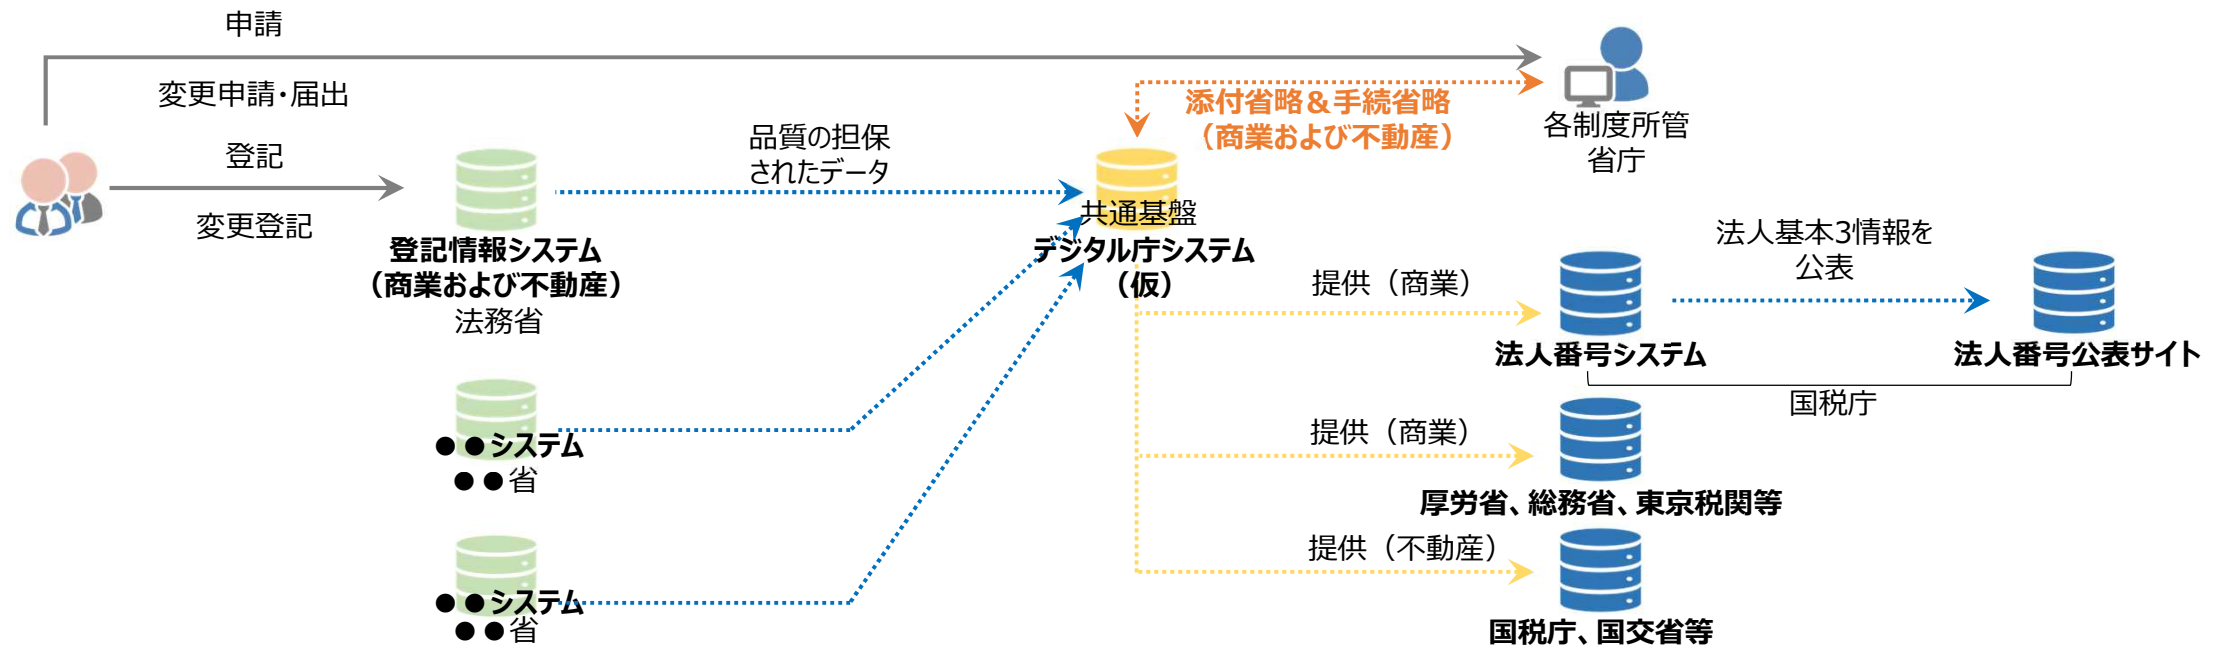 申請
変更申請・届出
登記
変更登記
登記情報システム
（商業および不動産）
法務省
品質の担保
されたデータ
添付省略＆手続省略
（商業および不動産）
各制度所管
省庁
共通基盤
デジタル庁システム
（仮）
提供（商業）
法人番号システム
法人基本3情報を
公表
法人番号公表サイト
国税庁
●●システム
●●省
提供（商業）
厚労省、総務省、東京税関等
●●システム
●●省
提供（不動産）
国税庁、国交省等